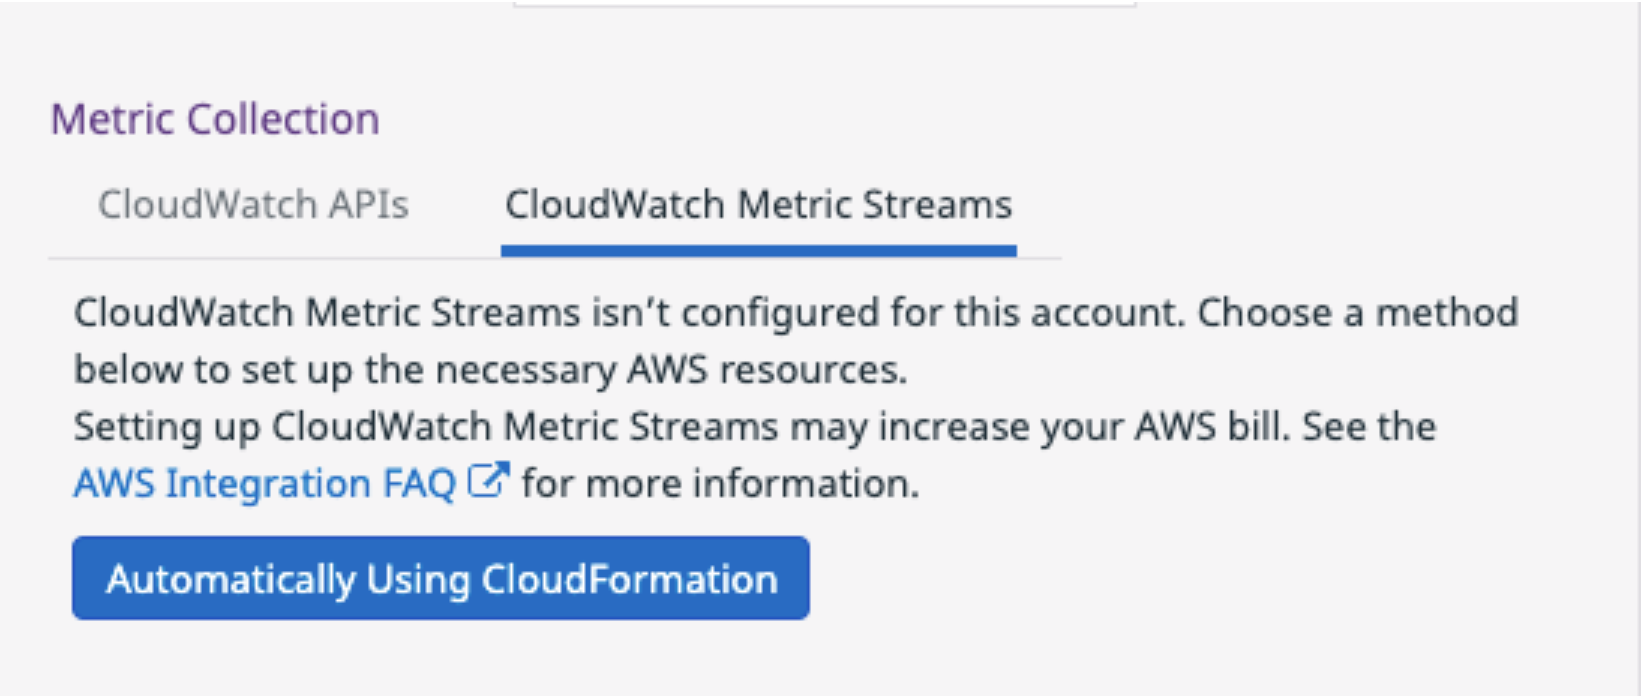 Metric Collection
CloudWatch APIs
CloudWatch Metric Streams
CloudWatch Metric Streams isn't configured for this account. Choose a method
below to set up the necessary AWS resources.
Setting up CloudWatch Metric Streams may increase your AWS bill. See the
AWS Integration FAQ for more information.
Automatically Using CloudFormation